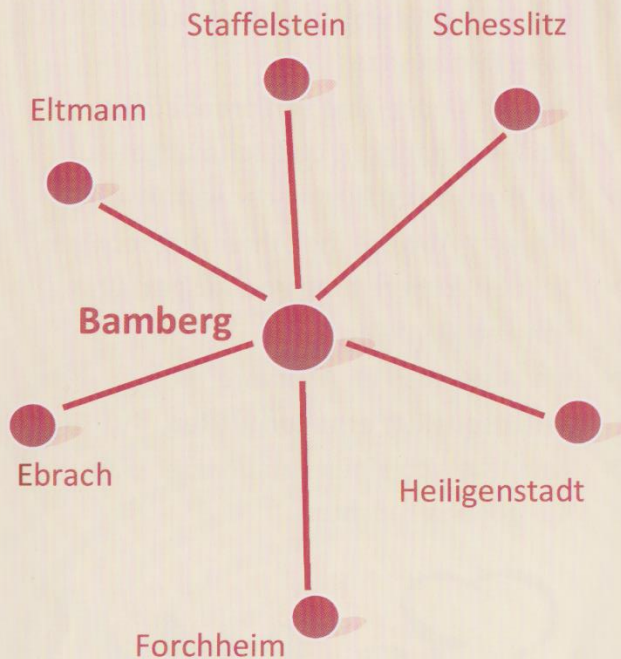 Staffelstein
Schesslitz
Eltmann
Bamberg
Ebrach
Heiligenstadt
Forchheim